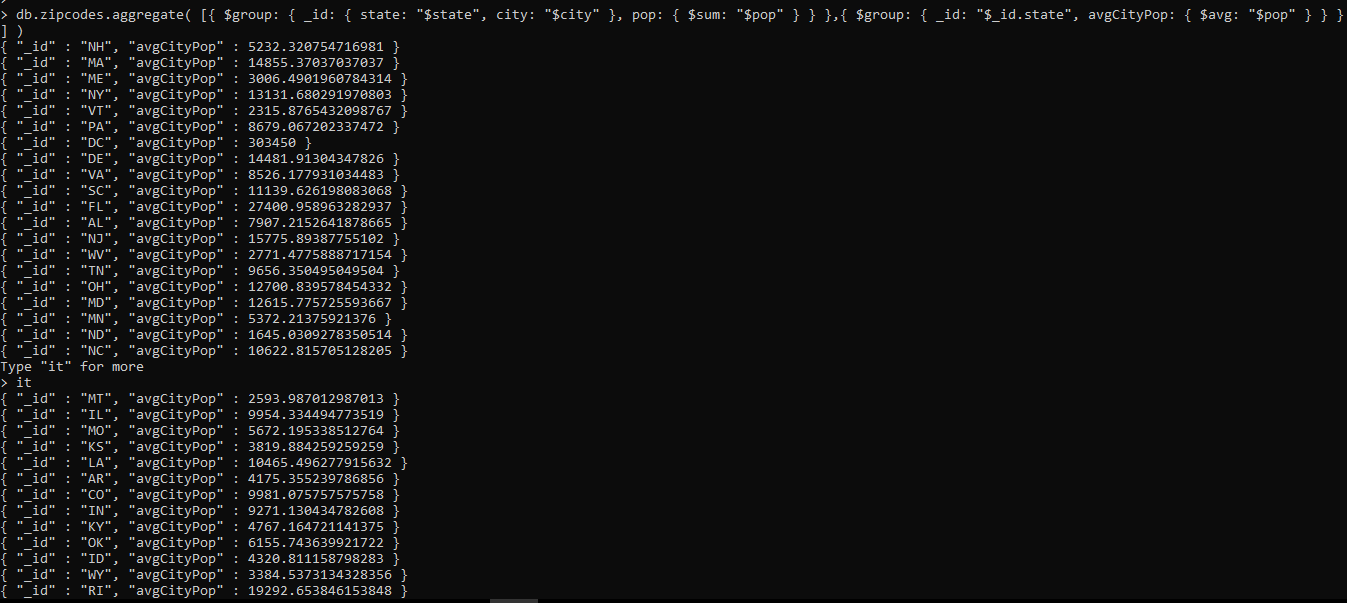 > db.zipcodes.aggregate( [{ $group: { _id: { state: "$state", city: "$city" }, pop: { $sum: "$pop" } } },{ $group: { _id: "$_id.state", avgCityPop: { $avg: "$pop" } } }
] )
{ "_id" : "NH", "avgCityPop" : 5232.320754716981 }
{ "_id" : "MA", "avgCityPop" : 14855.37037037037 }
{ "_id" : "ME", "avgCityPop" : 3006.4901960784314 }
{ "_id" : "NY", "avgCityPop" : 13131.680291970803 }
{ "_id" : "VT", "avgCityPop" : 2315.8765432098767 }
{ "_id" : "PA", "avgCityPop" : 8679.067202337472 }
{ "_id" : "DC", "avgCityPop" : 303450 }
{ "_id" : "DE", "avgCityPop" : 14481.91304347826 }
{ "_id" : "VA", "avgCityPop" : 8526.177931034483 }
{ "_id" : "SC", "avgCityPop" : 11139.626198083068 }
{ "_id" : "FL", "avgCityPop" : 27400.958963282937 }
{ "_id" : "AL", "avgCityPop" : 7907.2152641878665 }
{ "_id" : "NJ", "avgCityPop" : 15775.89387755102 }
{ "_id" : "WV", "avgCityPop" : 2771.4775888717154 }
{ "_id" : "TN", "avgCityPop" : 9656.350495049504 }
{ "_id" : "OH", "avgCityPop" : 12700.839578454332 }
{ "_id" : "MD", "avgCityPop" : 12615.775725593667 }
{ "_id" : "MN", "avgCityPop" : 5372.21375921376 }
{ "_id" : "ND", "avgCityPop" : 1645.0309278350514 }
{ "_id" : "NC", "avgCityPop" : 10622.815705128205 }
Type "it" for more
> it
{ "_id" : "MT", "avgCityPop" : 2593.987012987013 }
{ "_id" : "IL", "avgCityPop" : 9954.334494773519 }
{ "_id" : "MO", "avgCityPop" : 5672.195338512764 }
{ "_id" : "KS", "avgCityPop" : 3819.884259259259 }
{ "_id" : "LA", "avgCityPop" : 10465.496277915632 }
{ "_id" : "AR", "avgCityPop" : 4175.355239786856 }
{ "_id" : "CO", "avgCityPop" : 9981.075757575758 }
{ "_id" : "IN", "avgCityPop" : 9271.130434782608 }
{ "_id" : "KY", "avgCityPop" : 4767.164721141375 }
{ "_id" : "OK", "avgCityPop" : 6155.743639921722 }
{ "_id" : "ID", "avgCityPop" : 4320.811158798283 }
{ "_id" : "WY", "avgCityPop" : 3384.5373134328356 }
{ "_id" : "RI", "avgCityPop" : 19292.653846153848 }